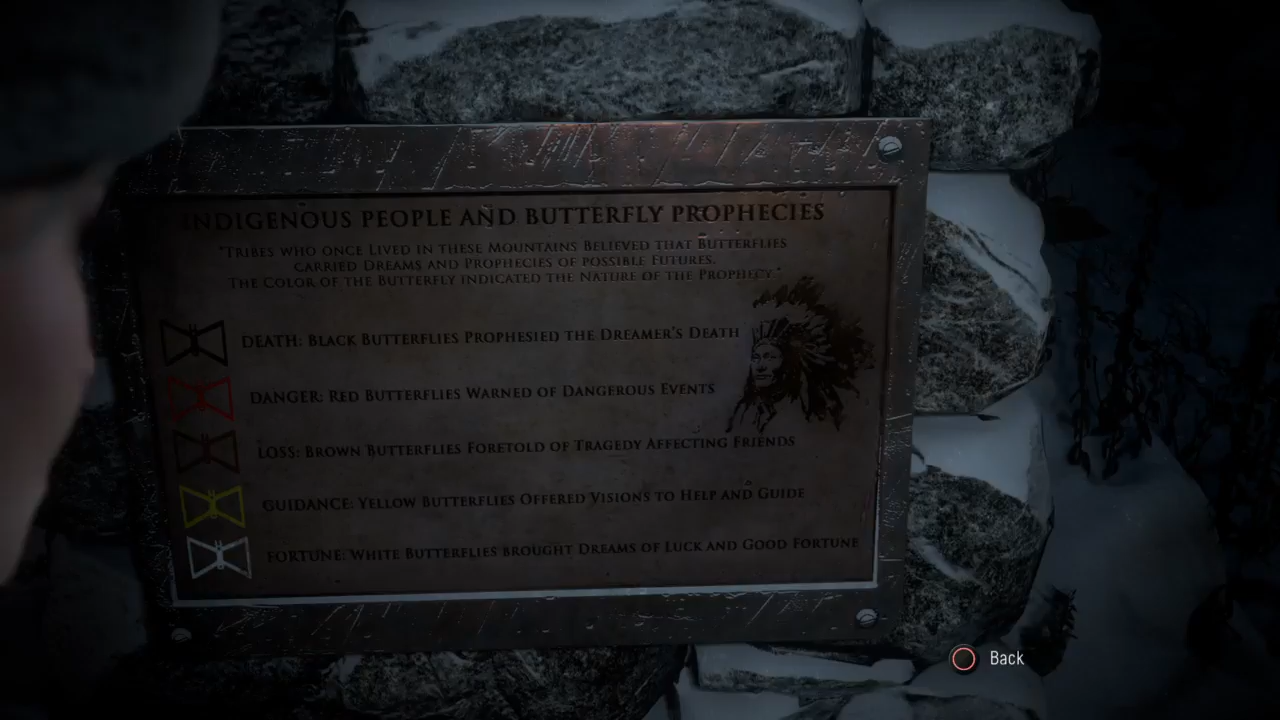 INDIGENOUS PEOPLE AND BUTTERFLY PROPHECIES
"TRIBES WHO ONCE LIVED IN THESE MOUNTAINS BELIEVED THAT BUTTERFLIES
CARRIED DREAMS AND PROPHECIES OF POSSIBLE FUTURES.
THE COLOR OF THE BUTTERFLY INDICATED THE NATURE OF THE PROPHECY."
DEATH: BLACK BUTTERFLIES PROPHESIED THE DREAMER'S DEATH
DANGER: RED BUTTERFLIES WARNED OF DANGEROUS EVENTS
LOSS: BROWN BUTTERFLIES FORETOLD OF TRAGEDY AFFECTING FRIENDS
GUIDANCE: YELLOW BUTTERFLIES OFFERED VISIONS TO HELP AND GUIDE
FORTUNE: WHITE BUTTERFLIES BROUGHT DREAMS OF LUCK AND GOOD FORTUNE
Back